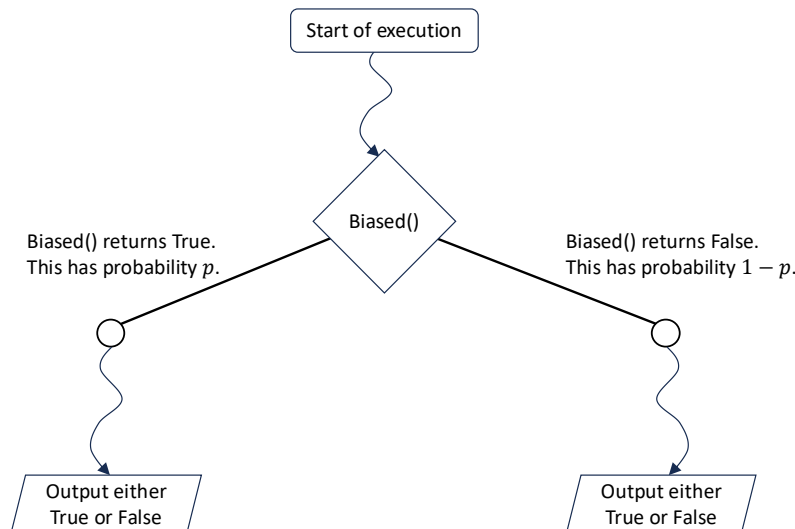 Start of execution
Biased()
Biased() returns True.
This has probability p.
Biased() returns False.
This has probability 1 − p.
Output either
True or False
Output either
True or False